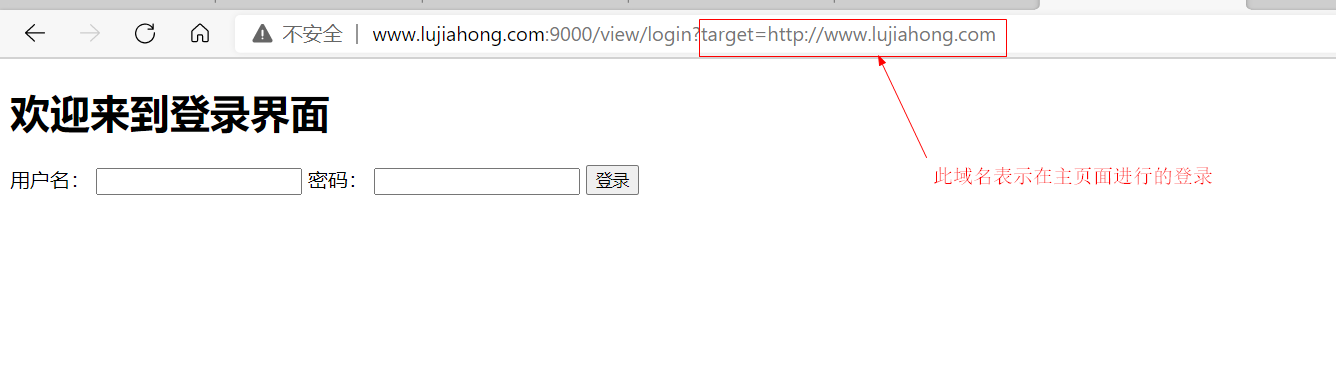 不安全 | www.lujiahong.com:9000/view/login?target=http://www.lujiahong.com
欢迎来到登录界面
用户名： 密码： 登录
此域名表示在主页面进行的登录